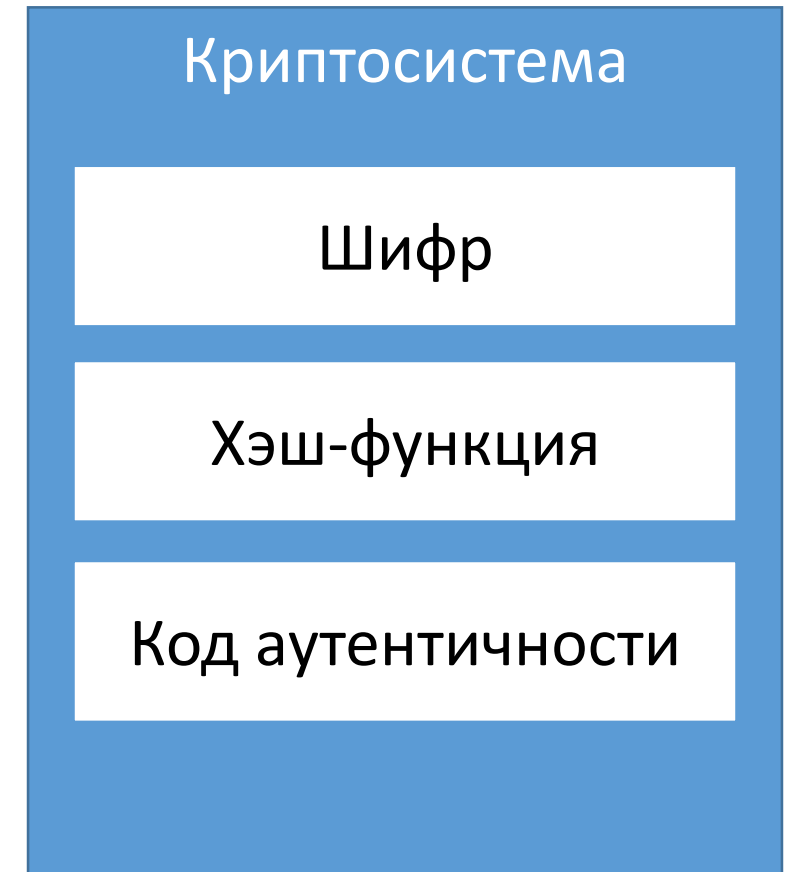 Криптосистема
Шифр
Хэш-функция
Код аутентичности